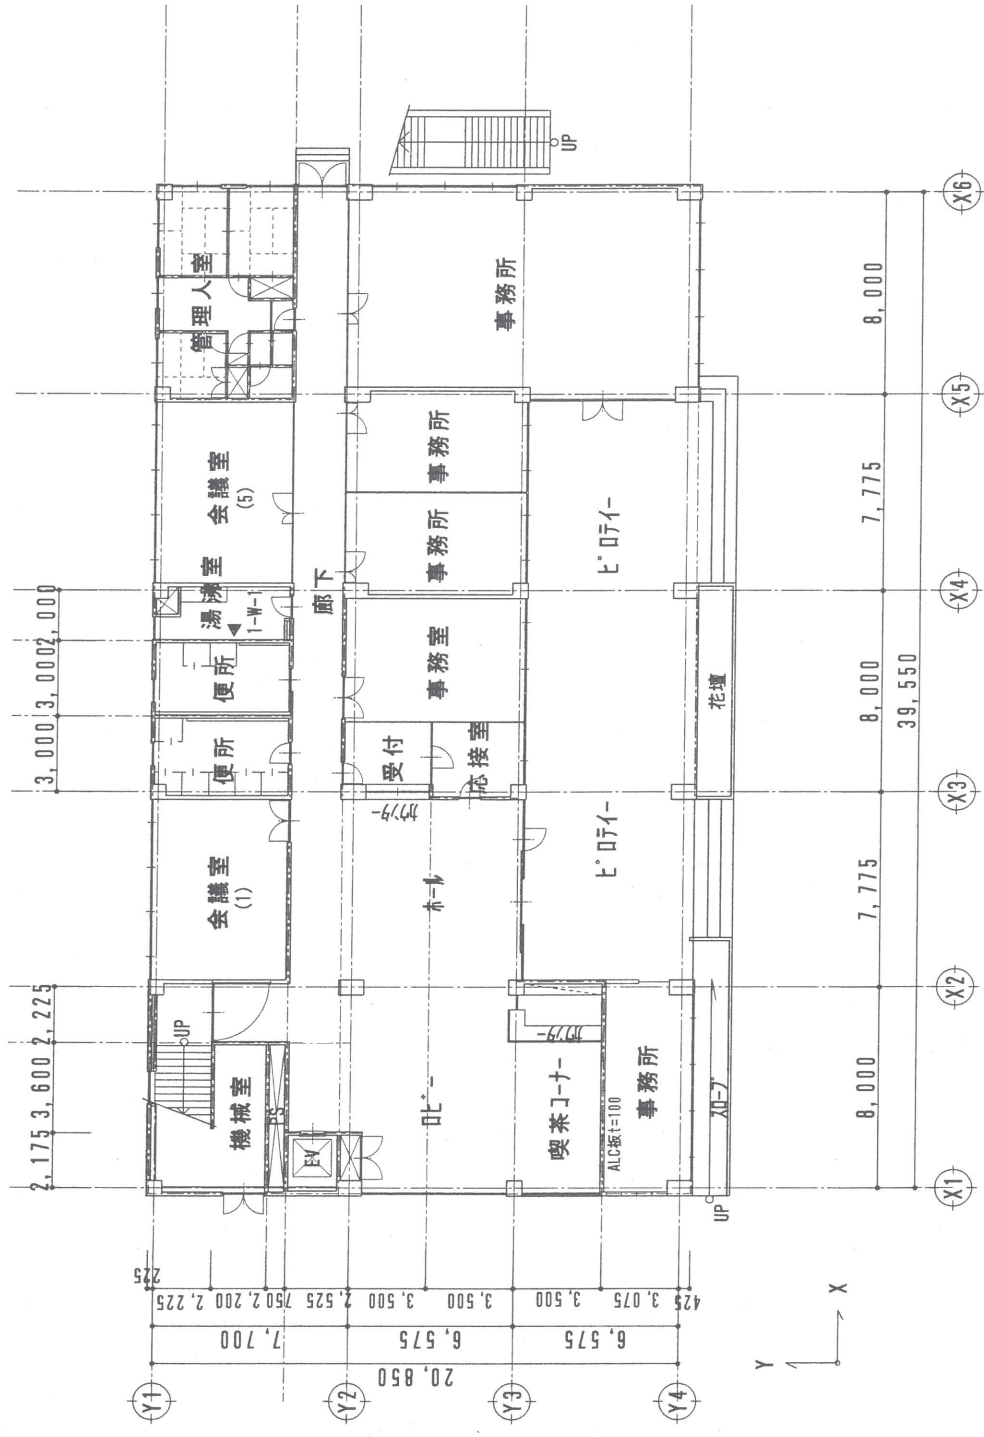 管理人室
会議室
(5)
湯沸室
1-W-1
便所
便所
会議室
(1)
UP
機械室
PS
EV
廊下
事務所
事務所
事務所
事務室
受付
応接室
カウンター
ホール
ロビー
カウンター
喫茶コーナー
ALC板t=100
事務所
ピロティー
ピロティー
花壇
スロープ
UP
UP
2,175
3,600
2,225
3,000
3,000
2,000
8,000
7,775
8,000
7,775
8,000
39,550
X1
X2
X3
X4
X5
X6
225
2,225
2,200
750
2,525
3,500
3,500
3,500
3,075
425
7,700
6,575
6,575
20,850
Y1
Y2
Y3
Y4
Y
X